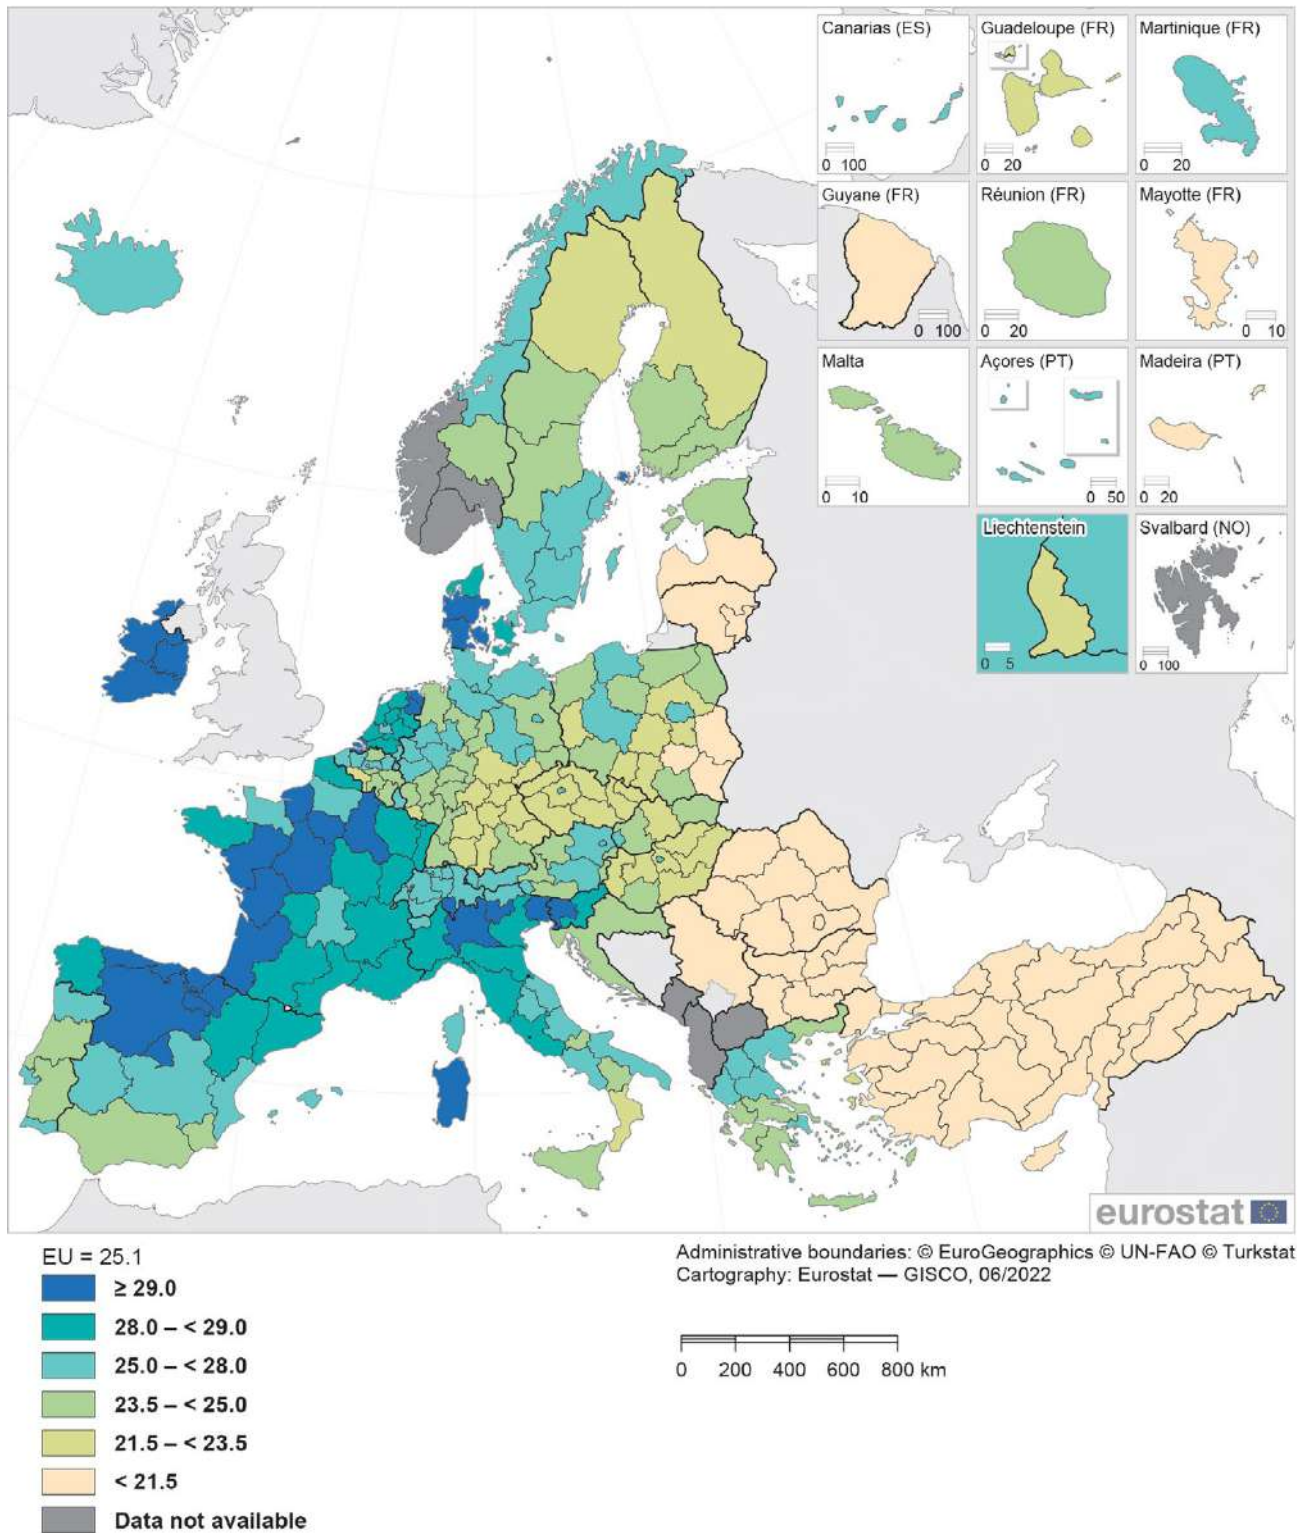 Canarias (ES)
0 100
Guadeloupe (FR)
0 20
Martinique (FR)
0 20
Guyane (FR)
0 100
Réunion (FR)
0 20
Mayotte (FR)
0 10
Malta
0 10
Açores (PT)
0 50
Madeira (PT)
0 20
Liechtenstein
0 5
Svalbard (NO)
0 100
eurostat
EU = 25.1
≥ 29.0
28.0 – < 29.0
25.0 – < 28.0
23.5 – < 25.0
21.5 – < 23.5
< 21.5
Data not available
Administrative boundaries: © EuroGeographics © UN-FAO © Turkstat
Cartography: Eurostat — GISCO, 06/2022
0 200 400 600 800 km